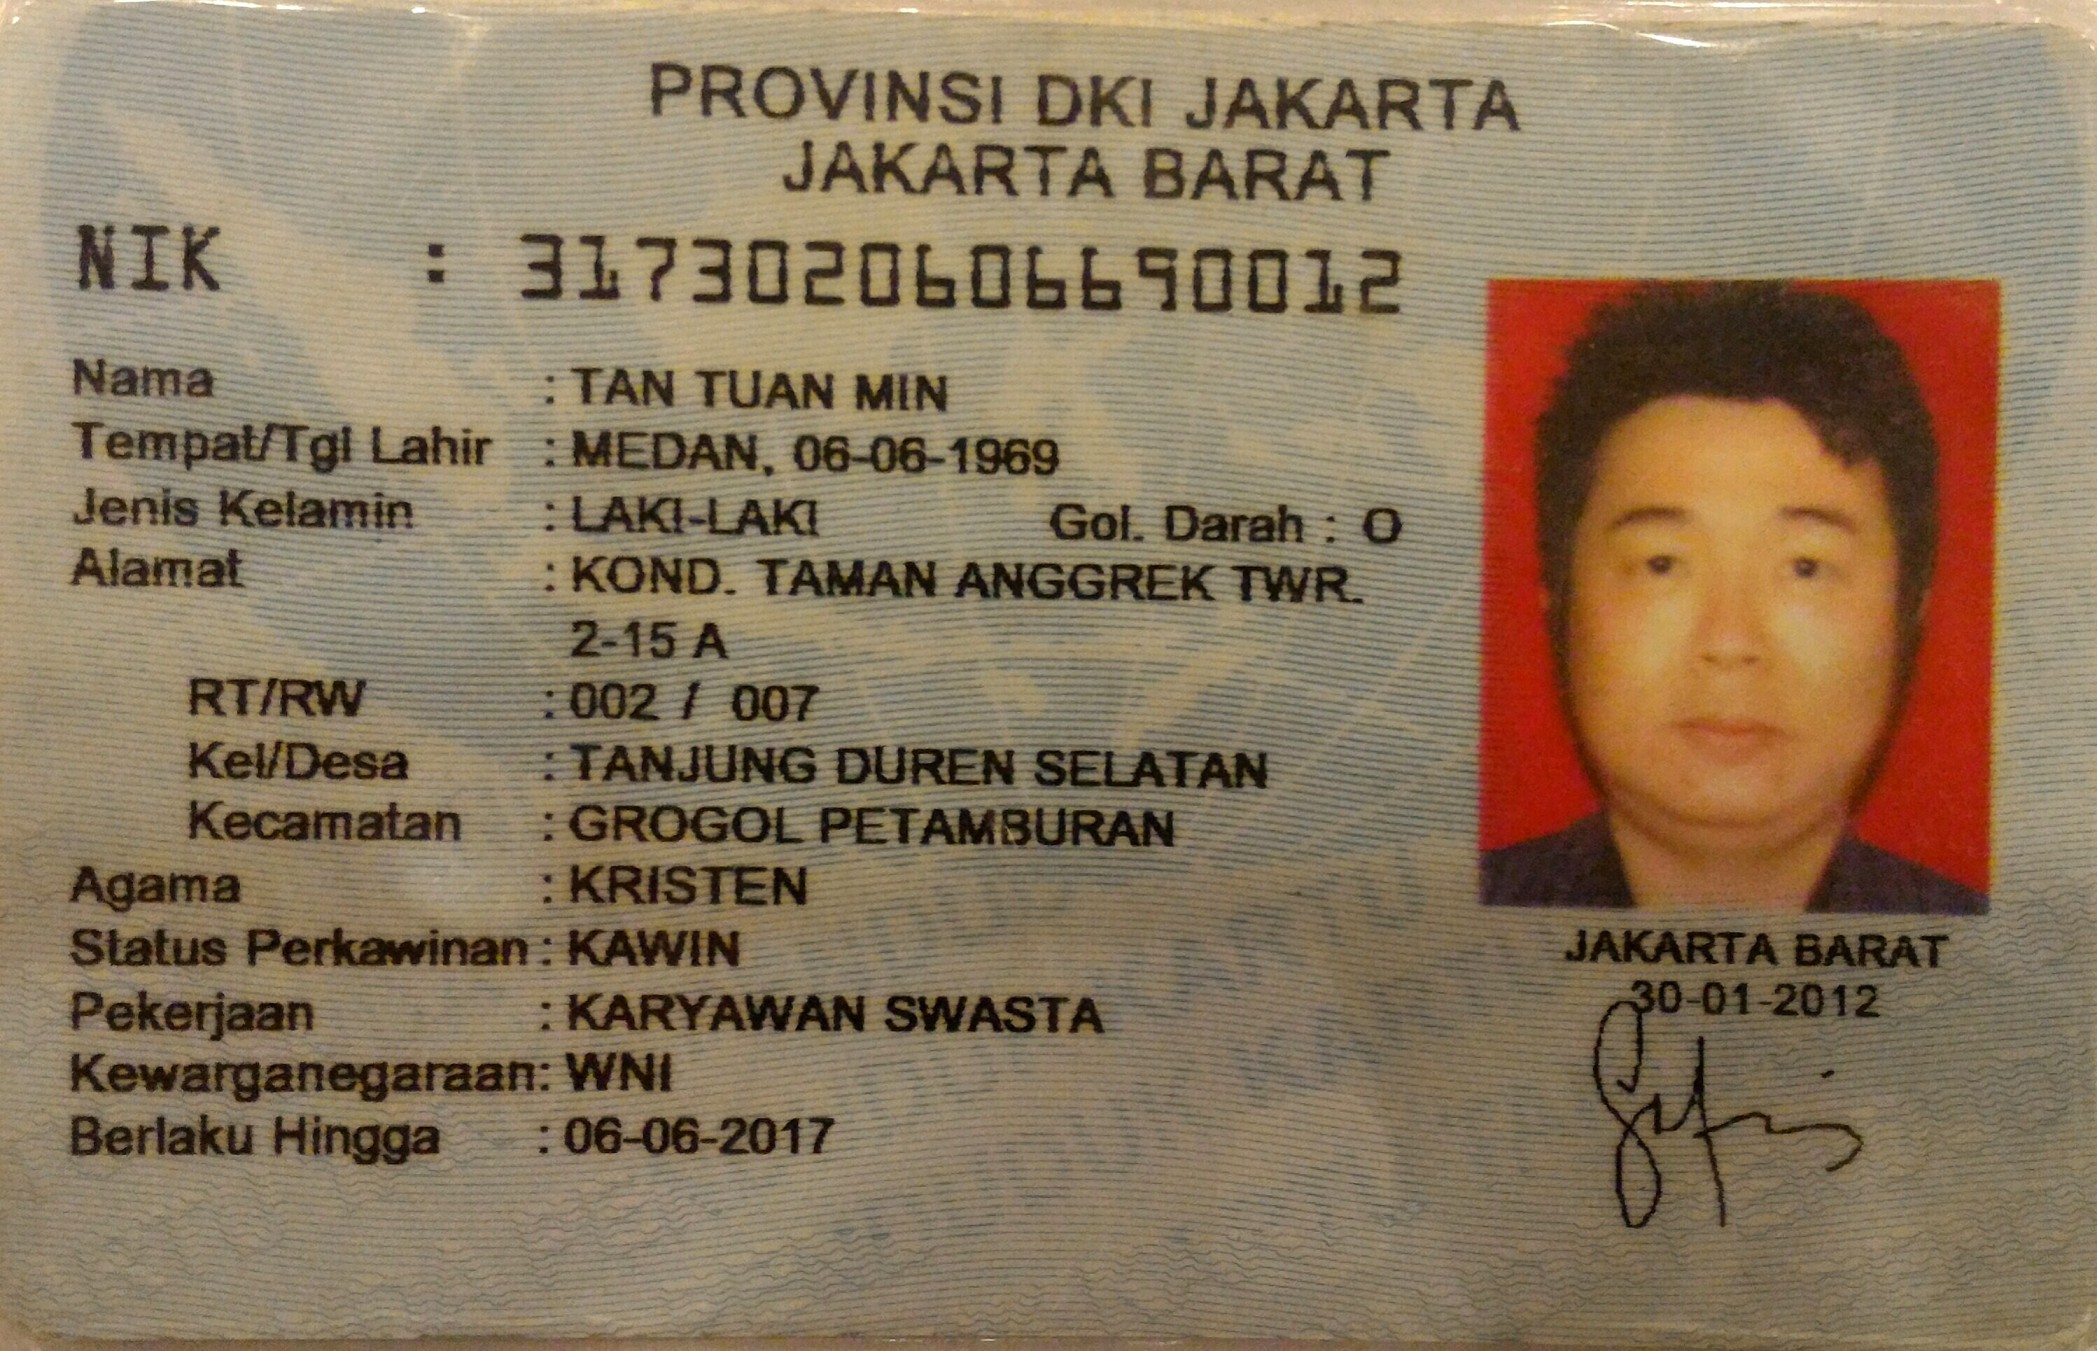 PROVINSI DKI JAKARTA
JAKARTA BARAT
NIK : 3173020606690012
Nama : TAN TUAN MIN
Tempat/Tgl Lahir : MEDAN, 06-06-1969
Jenis Kelamin : LAKI-LAKI Gol. Darah : O
Alamat : KOND. TAMAN ANGGREK TWR.
2-15 A
RT/RW : 002 / 007
Kel/Desa : TANJUNG DUREN SELATAN
Kecamatan : GROGOL PETAMBURAN
Agama : KRISTEN
Status Perkawinan : KAWIN
Pekerjaan : KARYAWAN SWASTA
Kewarganegaraan: WNI
Berlaku Hingga : 06-06-2017
JAKARTA BARAT
30-01-2012